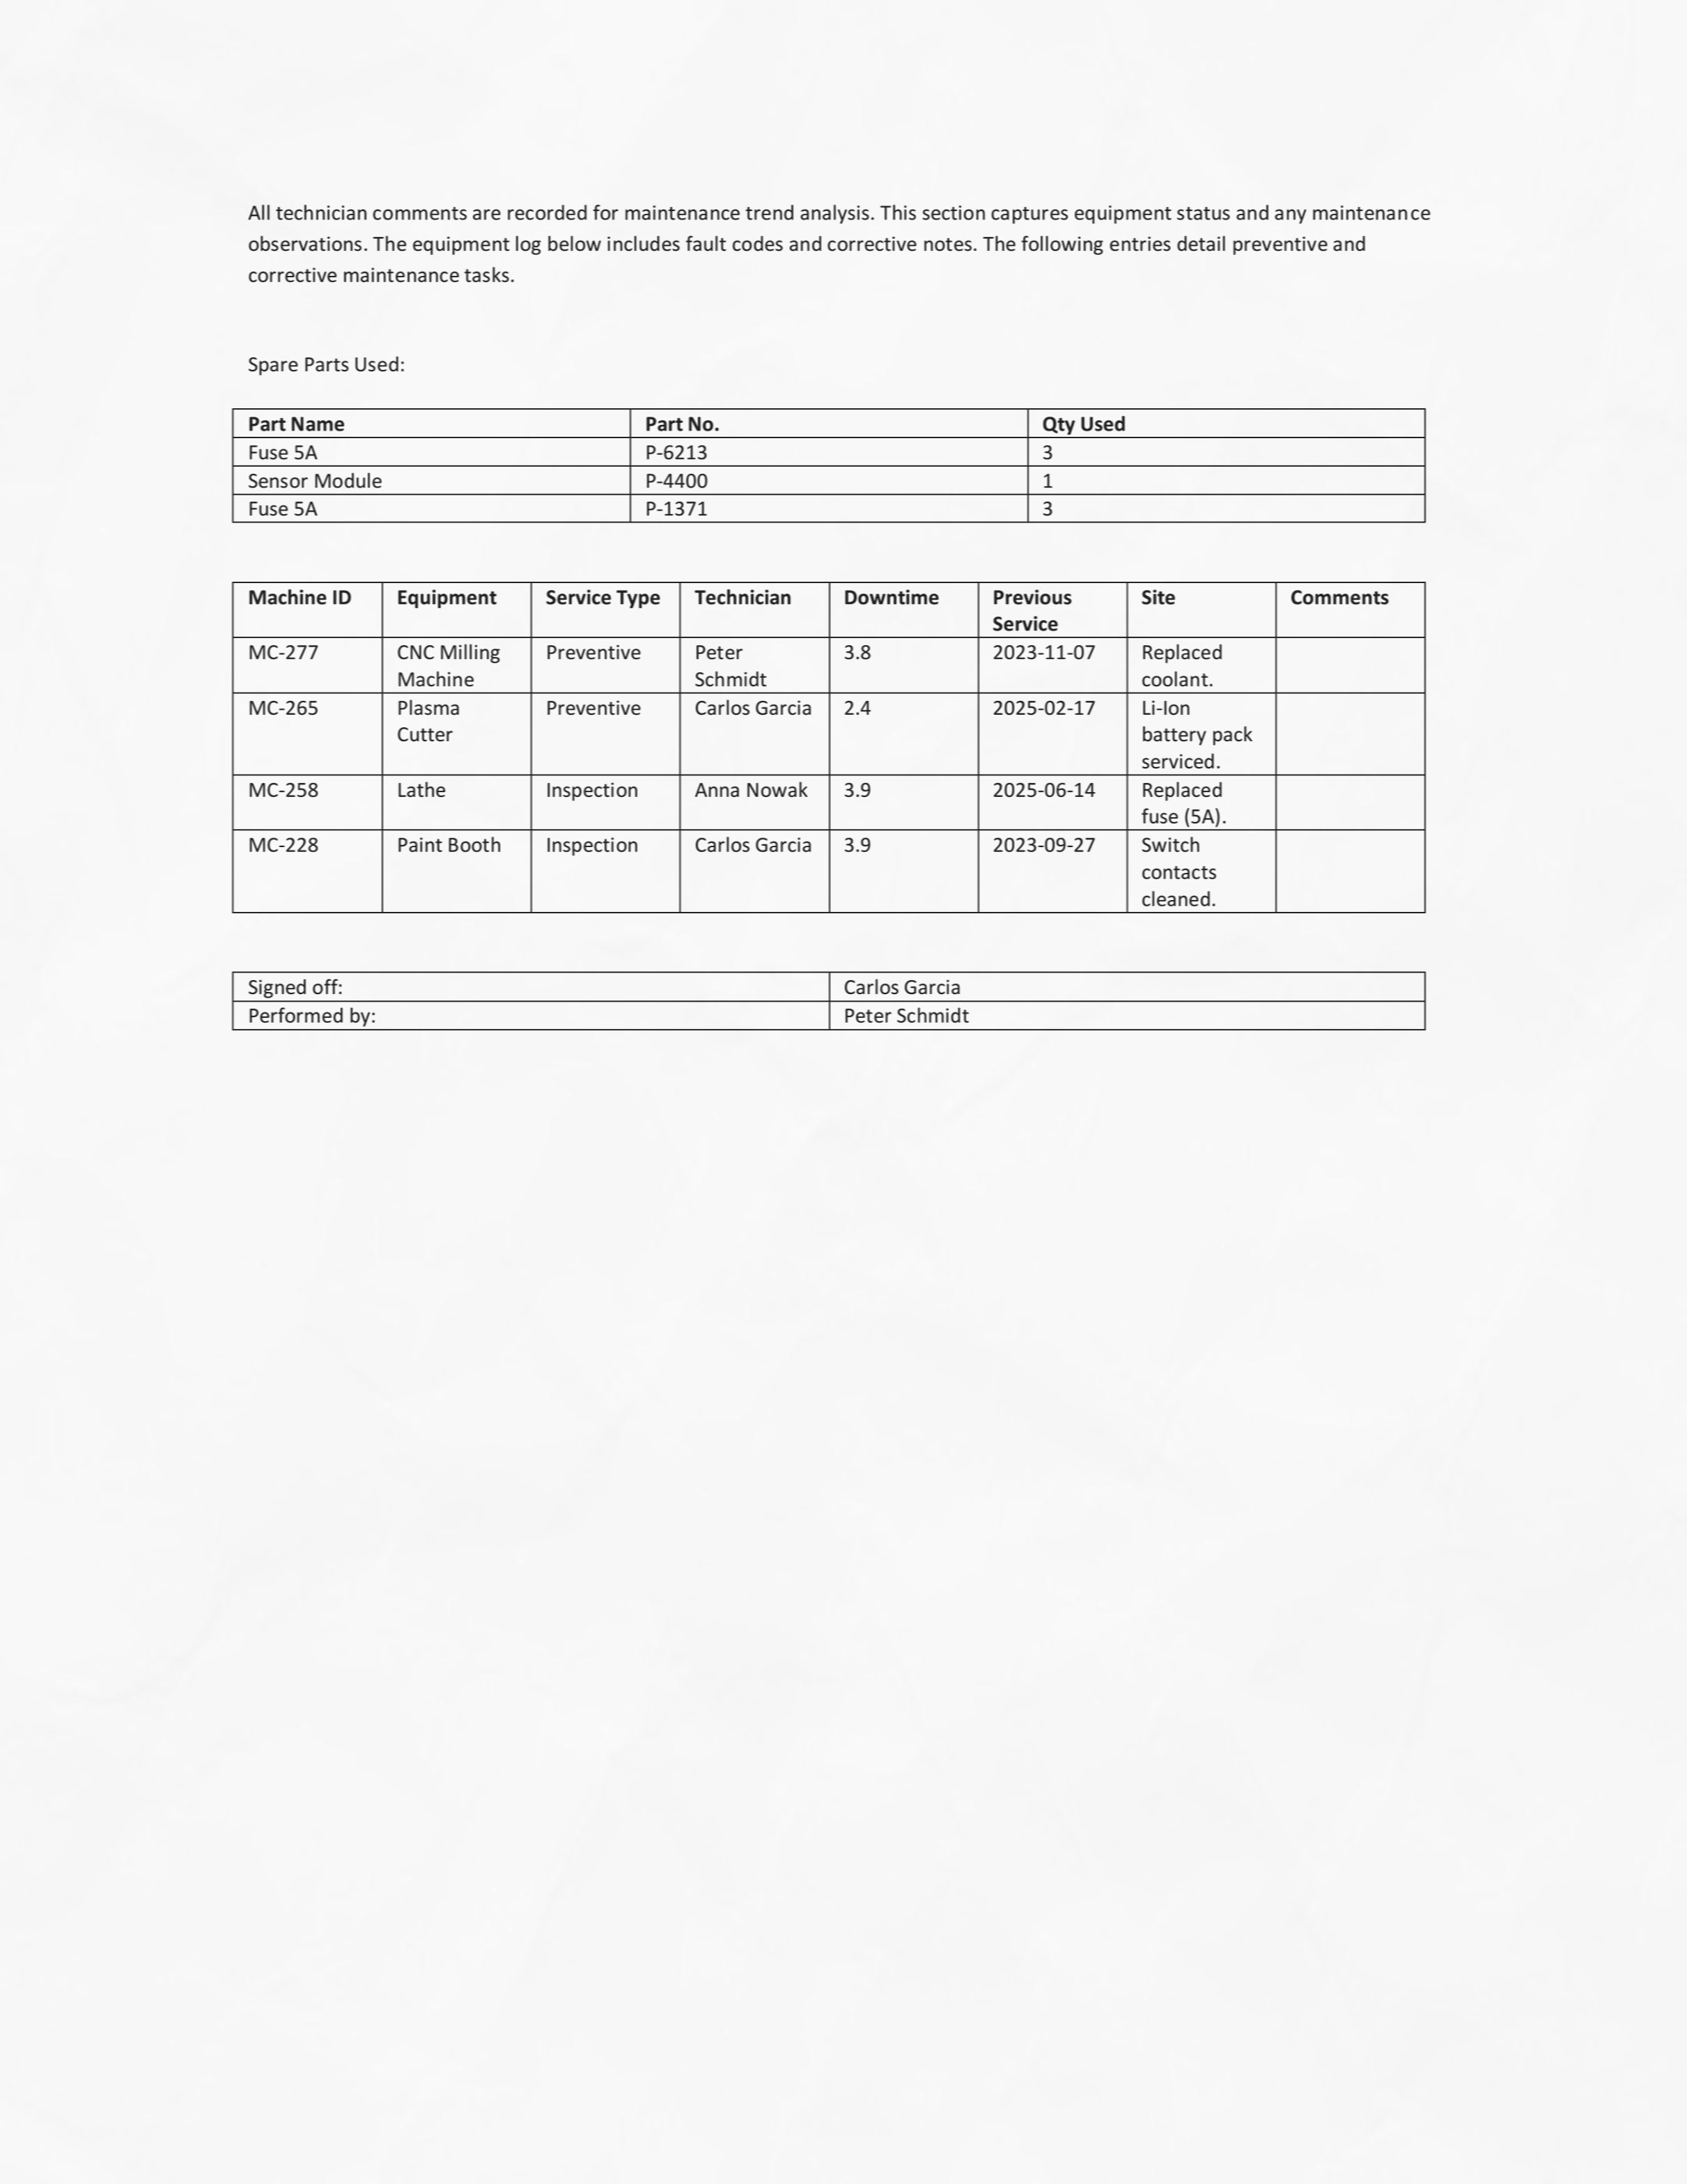 All technician comments are recorded for maintenance trend analysis. This section captures equipment status and any maintenance
observations. The equipment log below includes fault codes and corrective notes. The following entries detail preventive and
corrective maintenance tasks.
Spare Parts Used:
Part Name Part No. Qty Used
Fuse 5A P-6213 3
Sensor Module P-4400 1
Fuse 5A P-1371 3
Machine ID Equipment Service Type Technician Downtime Previous Service Site Comments
MC-277 CNC Milling Machine Preventive Peter Schmidt 3.8 2023-11-07 Replaced coolant.
MC-265 Plasma Cutter Preventive Carlos Garcia 2.4 2025-02-17 Li-Ion battery pack serviced.
MC-258 Lathe Inspection Anna Nowak 3.9 2025-06-14 Replaced fuse (5A).
MC-228 Paint Booth Inspection Carlos Garcia 3.9 2023-09-27 Switch contacts cleaned.
Signed off: Carlos Garcia
Performed by: Peter Schmidt